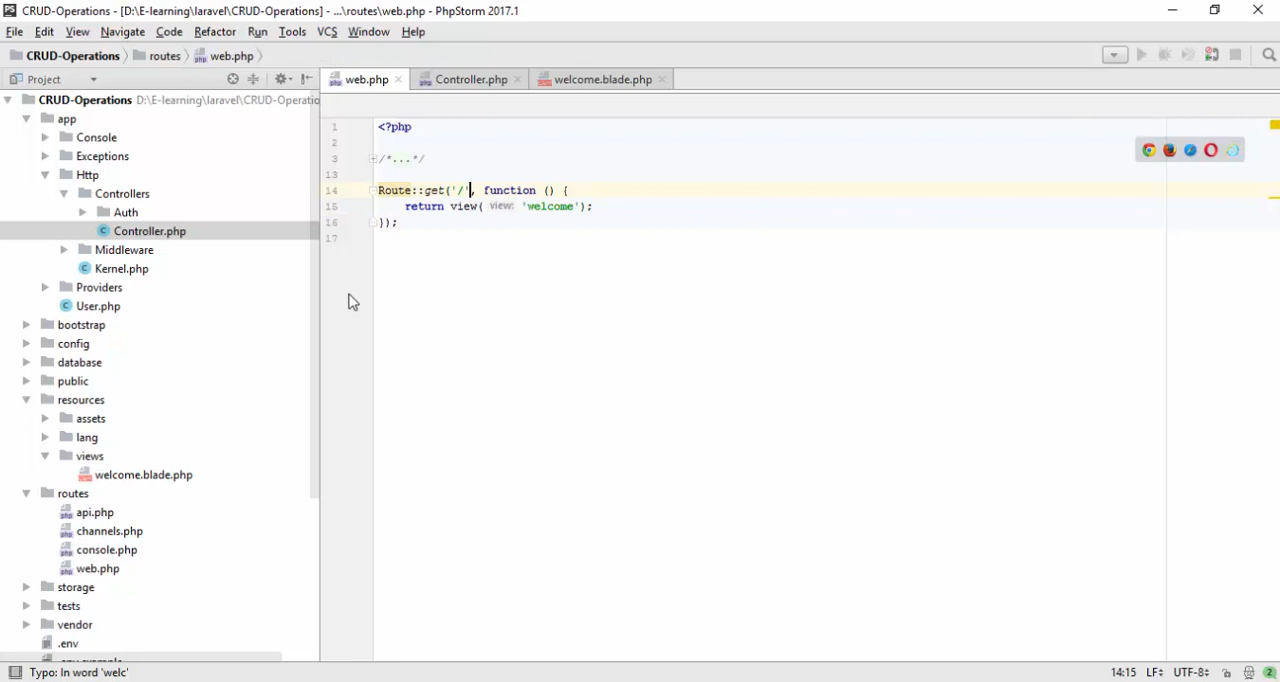 CRUD-Operations - [D:\E-learning\laravel\CRUD-Operations] - ...\routes\web.php - PhpStorm 2017.1
File Edit View Navigate Code Refactor Run Tools VCS Window Help
CRUD-Operations routes web.php
Project
web.php Controller.php welcome.blade.php
CRUD-Operations D:\E-learning\laravel\CRUD-Operatio
app
Console
Exceptions
Http
Controllers
Auth
Controller.php
Middleware
Kernel.php
Providers
User.php
bootstrap
config
database
public
resources
assets
lang
views
welcome.blade.php
routes
api.php
channels.php
console.php
web.php
storage
tests
vendor
.env
.env.example
1 <?php
2
3 /*...*/
13
14 Route::get('/', function () {
15 return view( view: 'welcome');
16 });
17
Typo: In word 'welc'
14:15 LF UTF-8 2